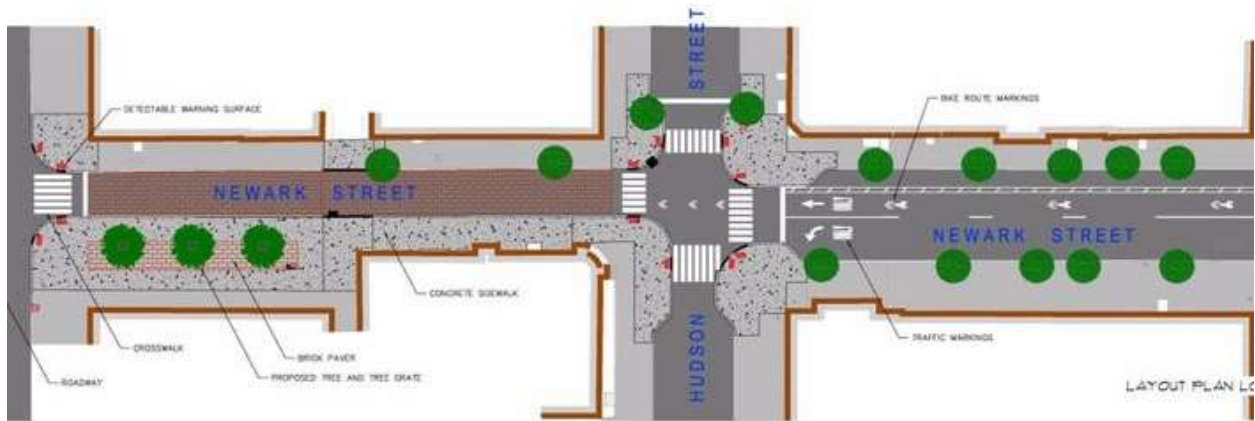 STREET
DETECTABLE WARNING SURFACE
BIKE ROUTE MARKINGS
NEWARK STREET
NEWARK STREET
CONCRETE SIDEWALK
TRAFFIC MARKINGS
CROSSWALK
BRICK PAVER
PROPOSED TREE AND TREE GRATE
ROADWAY
HUDSON
LAYOUT PLAN LO